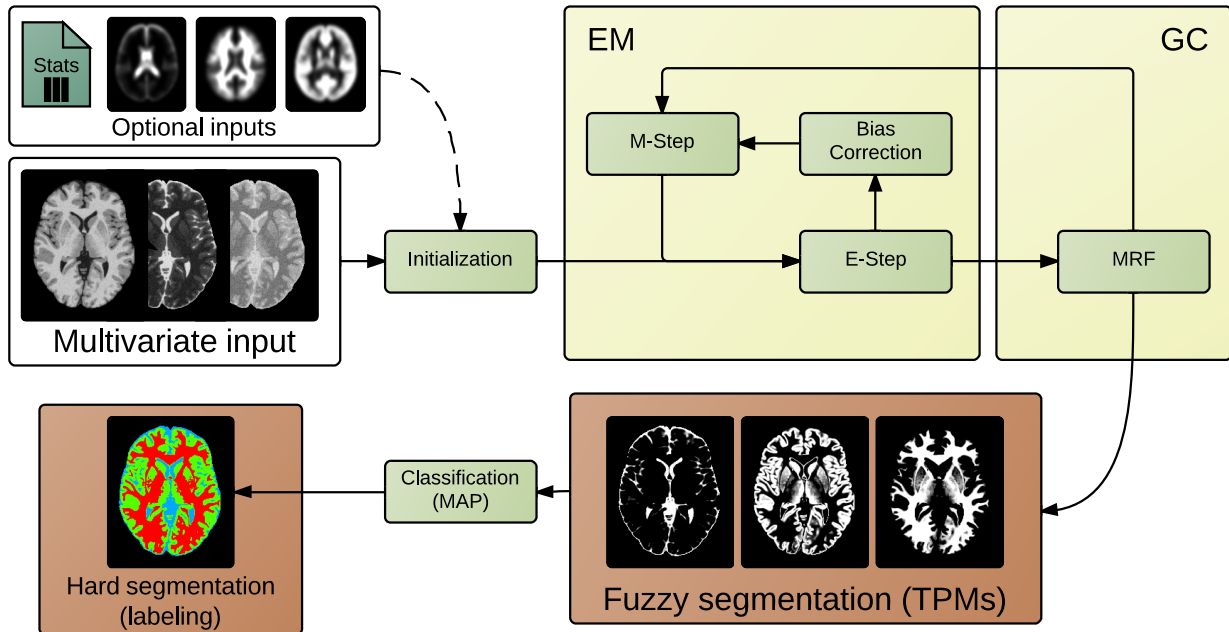 Stats
Optional inputs
Multivariate input
Initialization
EM
M-Step
Bias
Correction
E-Step
GC
MRF
Hard segmentation
(labeling)
Classification
(MAP)
Fuzzy segmentation (TPMs)